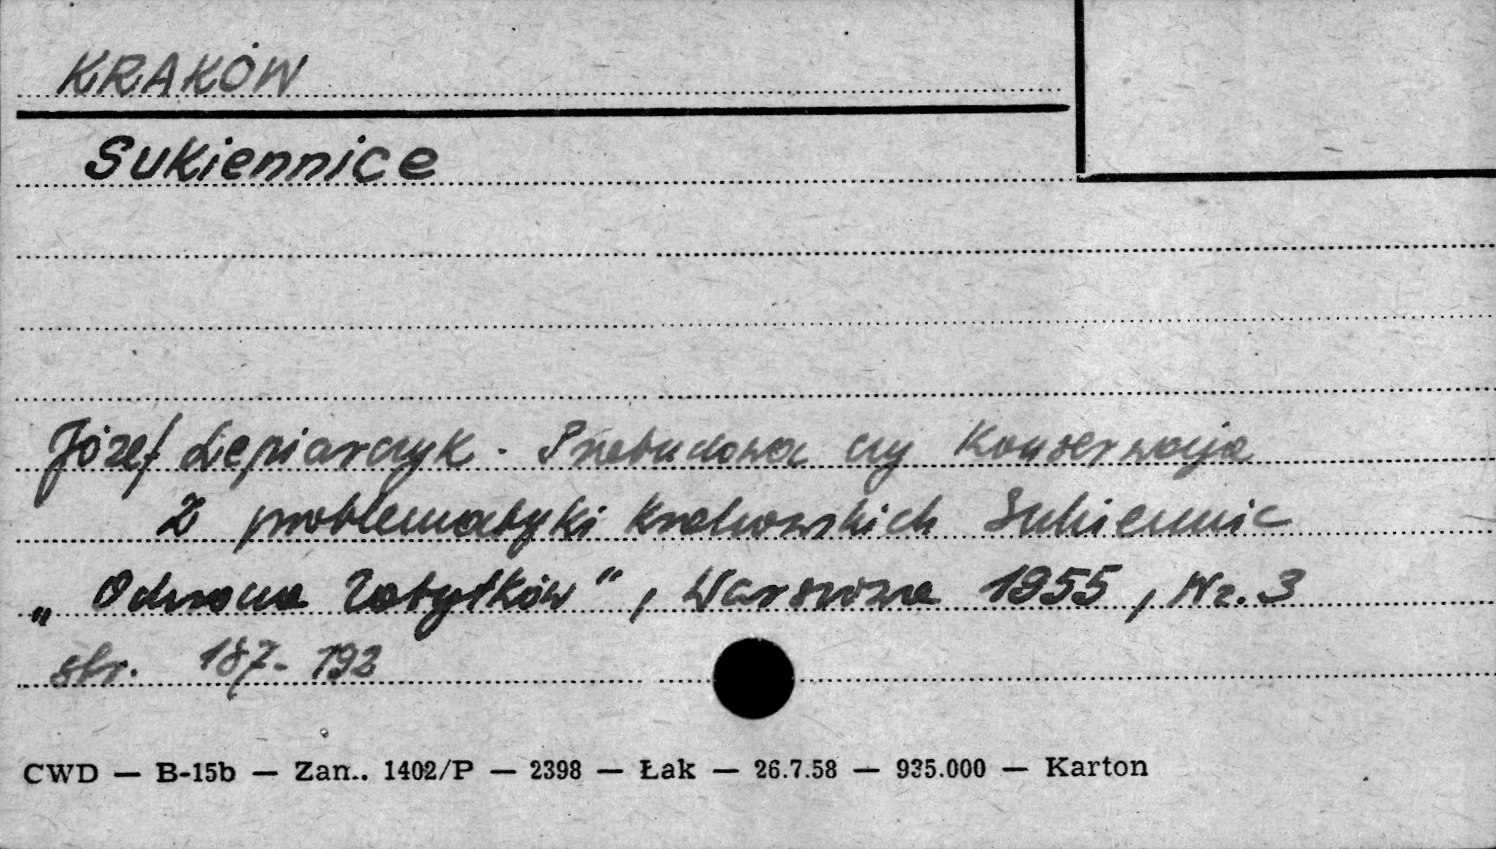 KRAKÓW
Sukiennice
Józef Lepiarczyk - Przebudowa czy Konserwacja
Z problematyki krakowskich Sukiennic
„Ochrona Zabytków", Warszawa 1955, Nr. 3
str. 187-192
CWD — B-15b — Zam.. 1402/P — 2398 — Łak — 26.7.58 — 935.000 — Karton